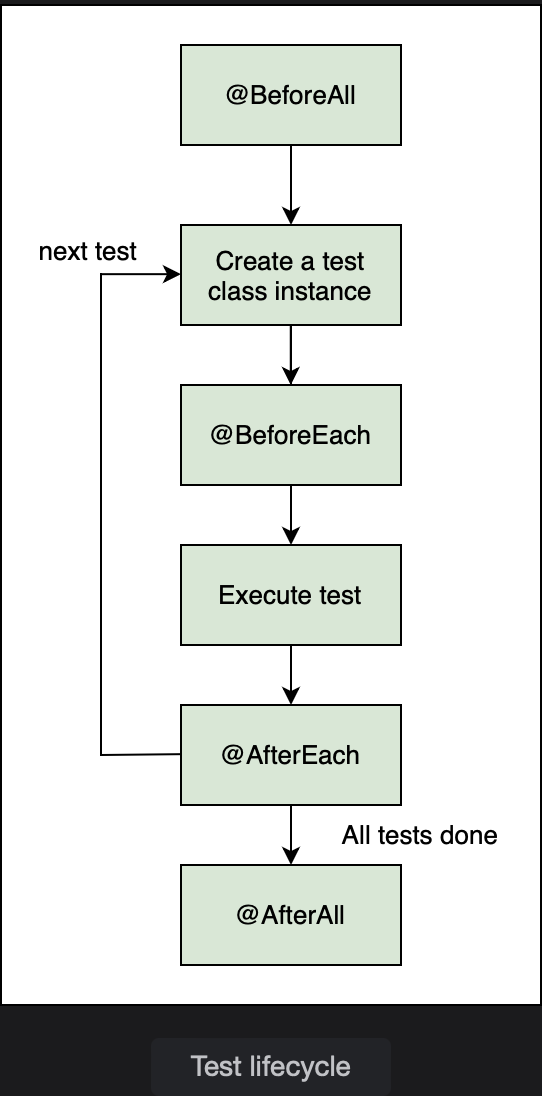 @BeforeAll
next test
Create a test
class instance
@BeforeEach
Execute test
@AfterEach
All tests done
@AfterAll
Test lifecycle